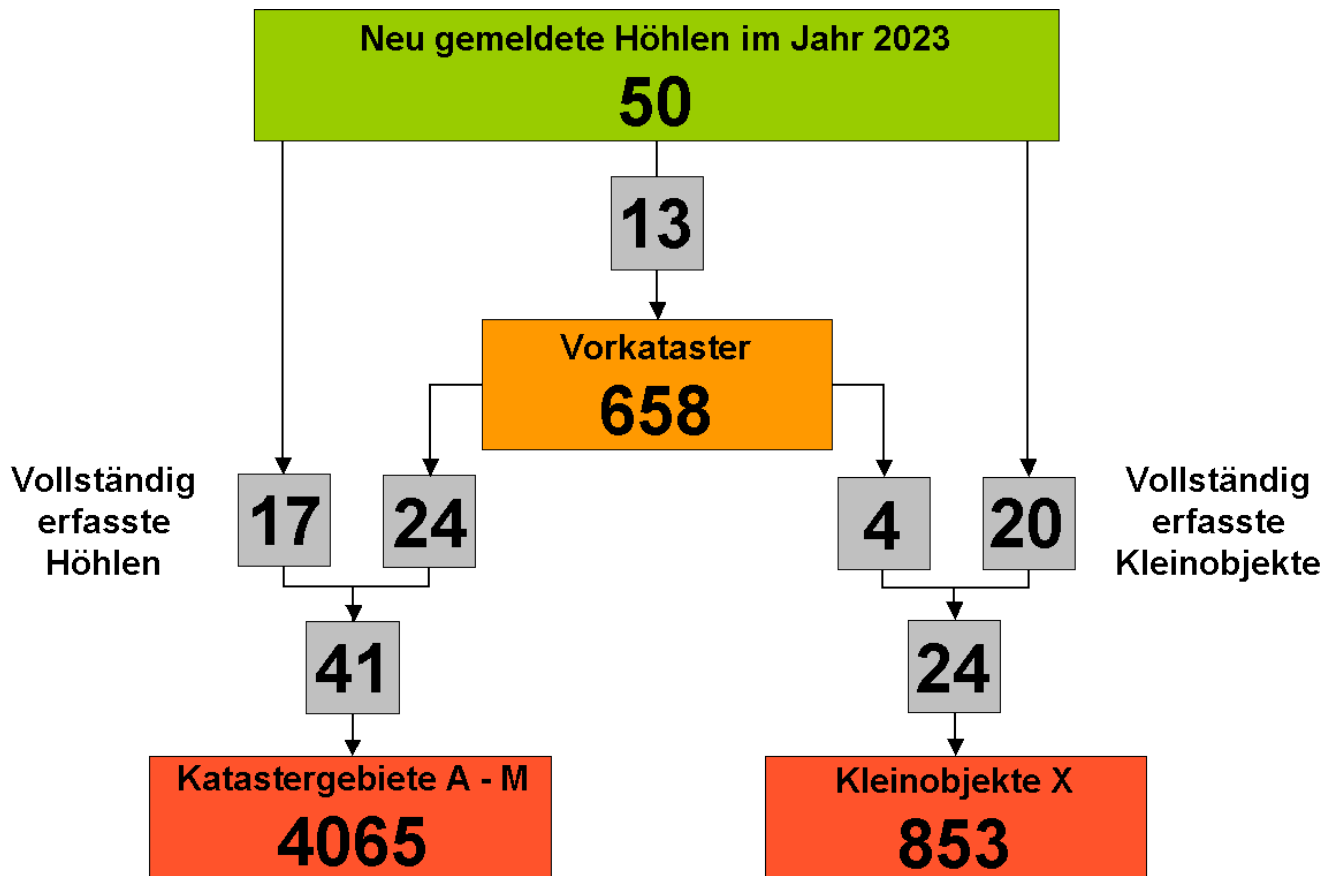 Neu gemeldete Höhlen im Jahr 2023
50
13
Vorkataster
658
Vollständig
erfasste
Höhlen
17
24
4
20
Vollständig
erfasste
Kleinobjekte
41
24
Katastergebiete A - M
4065
Kleinobjekte X
853